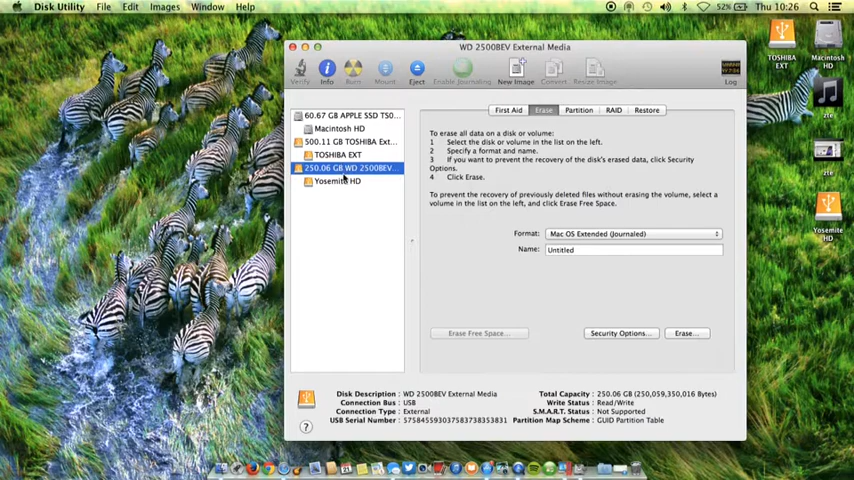 Disk Utility File Edit Images Window Help
52% Thu 10:26
WD 2500BEV External Media
Verify Info Burn Mount Eject Enable Journaling New Image Convert Resize Image Log
First Aid Erase Partition RAID Restore
60.67 GB APPLE SSD TS0...
Macintosh HD
500.11 GB TOSHIBA Ext...
TOSHIBA EXT
250.06 GB WD 2500BEV...
Yosemite HD
To erase all data on a disk or volume:
1 Select the disk or volume in the list on the left.
2 Specify a format and name.
3 If you want to prevent the recovery of the disk's erased data, click Security
Options.
4 Click Erase.
To prevent the recovery of previously deleted files without erasing the volume, select a
volume in the list on the left, and click Erase Free Space.
Format: Mac OS Extended (Journaled)
Name: Untitled
Erase Free Space... Security Options... Erase...
Disk Description : WD 2500BEV External Media
Connection Bus : USB
Connection Type : External
USB Serial Number : 575845593037583738353831
Total Capacity : 250.06 GB (250,059,350,016 Bytes)
Write Status : Read/Write
S.M.A.R.T. Status : Not Supported
Partition Map Scheme : GUID Partition Table
TOSHIBA
EXT
Macintosh
HD
zte
zte
Yosemite
HD